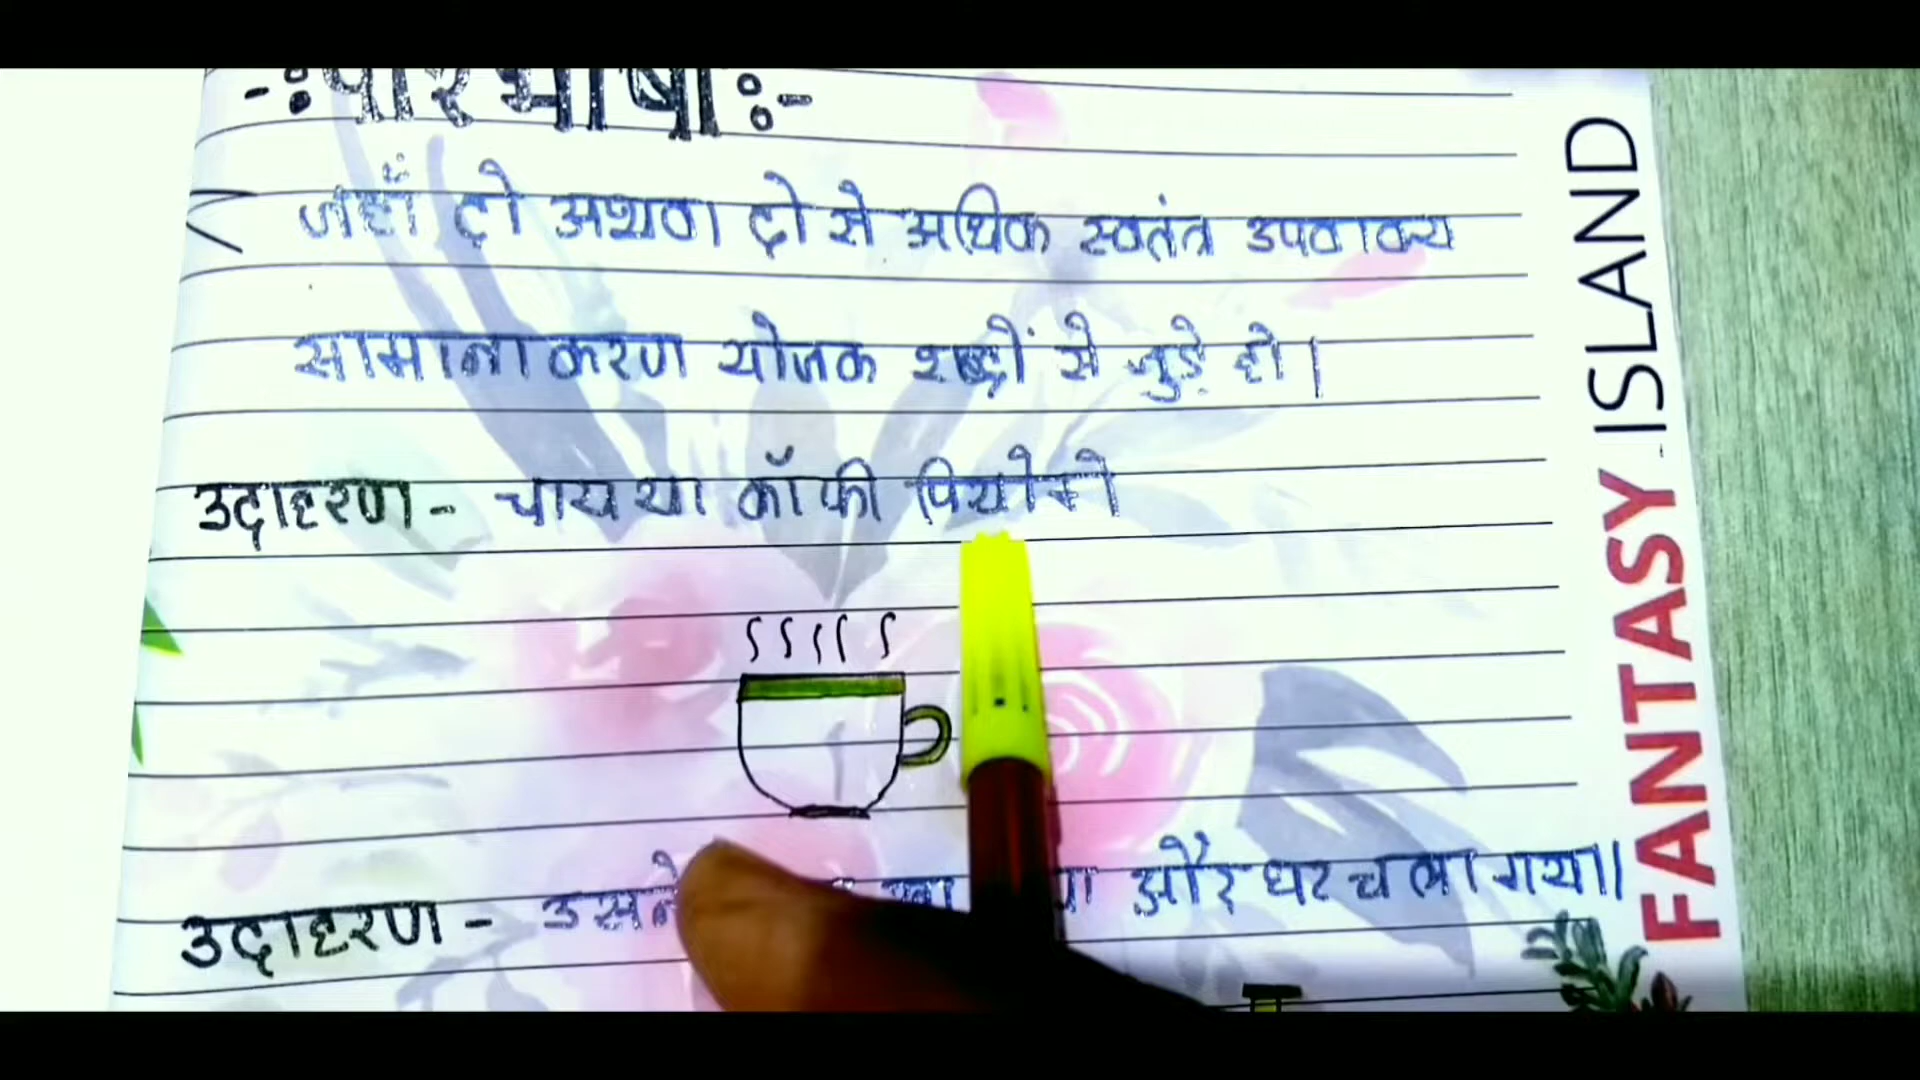 -ःपरिभाषाः-
जहाँ दो अथवा दो से अधिक स्वतंत्र उपवाक्य
सामानाकरण योजक शब्दों से जुड़े हो।
उदाहरण- चाय या कॉफी पियोगे
उदाहरण- उसने और घर चला गया।।
FANTASY ISLAND